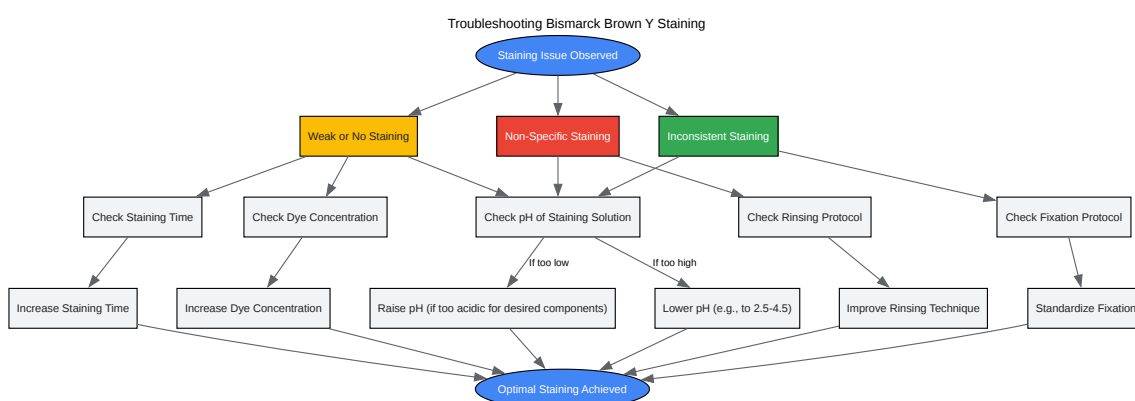 Troubleshooting Bismarck Brown Y Staining
Staining Issue Observed
Weak or No Staining
Non-Specific Staining
Inconsistent Staining
Check Staining Time
Check Dye Concentration
Check pH of Staining Solution
Check Rinsing Protocol
Check Fixation Protocol
If too low
If too high
Increase Staining Time
Increase Dye Concentration
Raise pH (if too acidic for desired components)
Lower pH (e.g., to 2.5-4.5)
Improve Rinsing Technique
Standardize Fixation
Optimal Staining Achieved